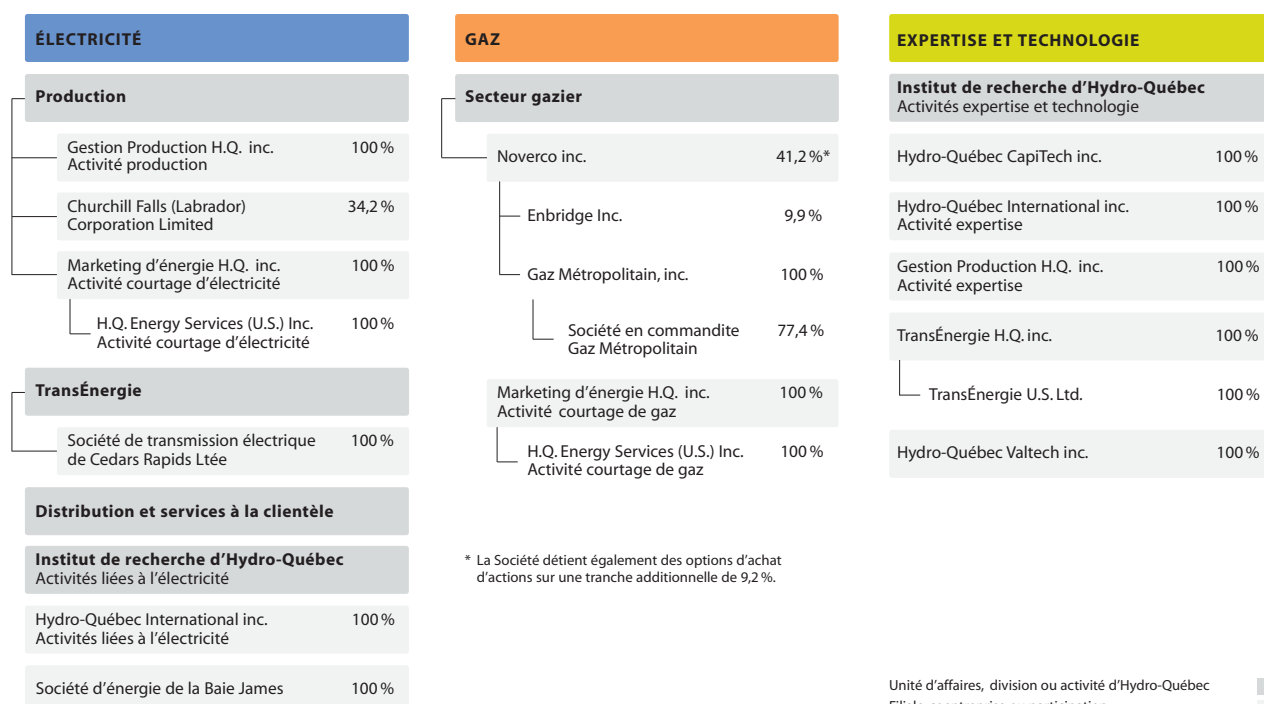 ÉLECTRICITÉ
Production
Gestion Production H.Q. inc. 100 %
Activité production
Churchill Falls (Labrador) 34,2 %
Corporation Limited
Marketing d'énergie H.Q. inc. 100 %
Activité courtage d'électricité
H.Q. Energy Services (U.S.) Inc. 100 %
Activité courtage d'électricité
TransÉnergie
Société de transmission électrique 100 %
de Cedars Rapids Ltée
Distribution et services à la clientèle
Institut de recherche d'Hydro-Québec
Activités liées à l'électricité
Hydro-Québec International inc. 100 %
Activités liées à l'électricité
Société d'énergie de la Baie James 100 %
GAZ
Secteur gazier
Noverco inc. 41,2 %*
Enbridge Inc. 9,9 %
Gaz Métropolitain, inc. 100 %
Société en commandite 77,4 %
Gaz Métropolitain
Marketing d'énergie H.Q. inc. 100 %
Activité courtage de gaz
H.Q. Energy Services (U.S.) Inc. 100 %
Activité courtage de gaz
* La Société détient également des options d'achat
d'actions sur une tranche additionnelle de 9,2 %.
EXPERTISE ET TECHNOLOGIE
Institut de recherche d'Hydro-Québec
Activités expertise et technologie
Hydro-Québec CapiTech inc. 100 %
Hydro-Québec International inc. 100 %
Activité expertise
Gestion Production H.Q. inc. 100 %
Activité expertise
TransÉnergie H.Q. inc. 100 %
TransÉnergie U.S. Ltd. 100 %
Hydro-Québec Valtech inc. 100 %
Unité d'affaires, division ou activité d'Hydro-Québec